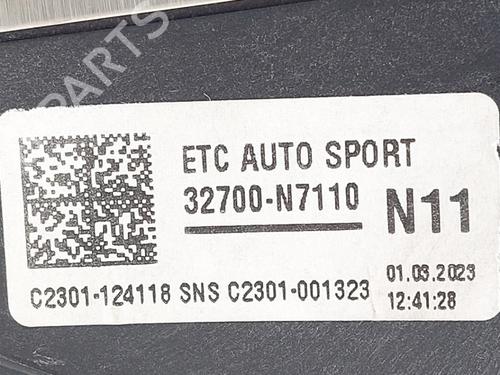 PARTS
ETC AUTO SPORT
32700-N7110
N11
C2301-124118 SNS C2301-001323
01.03.2023
12:41:28